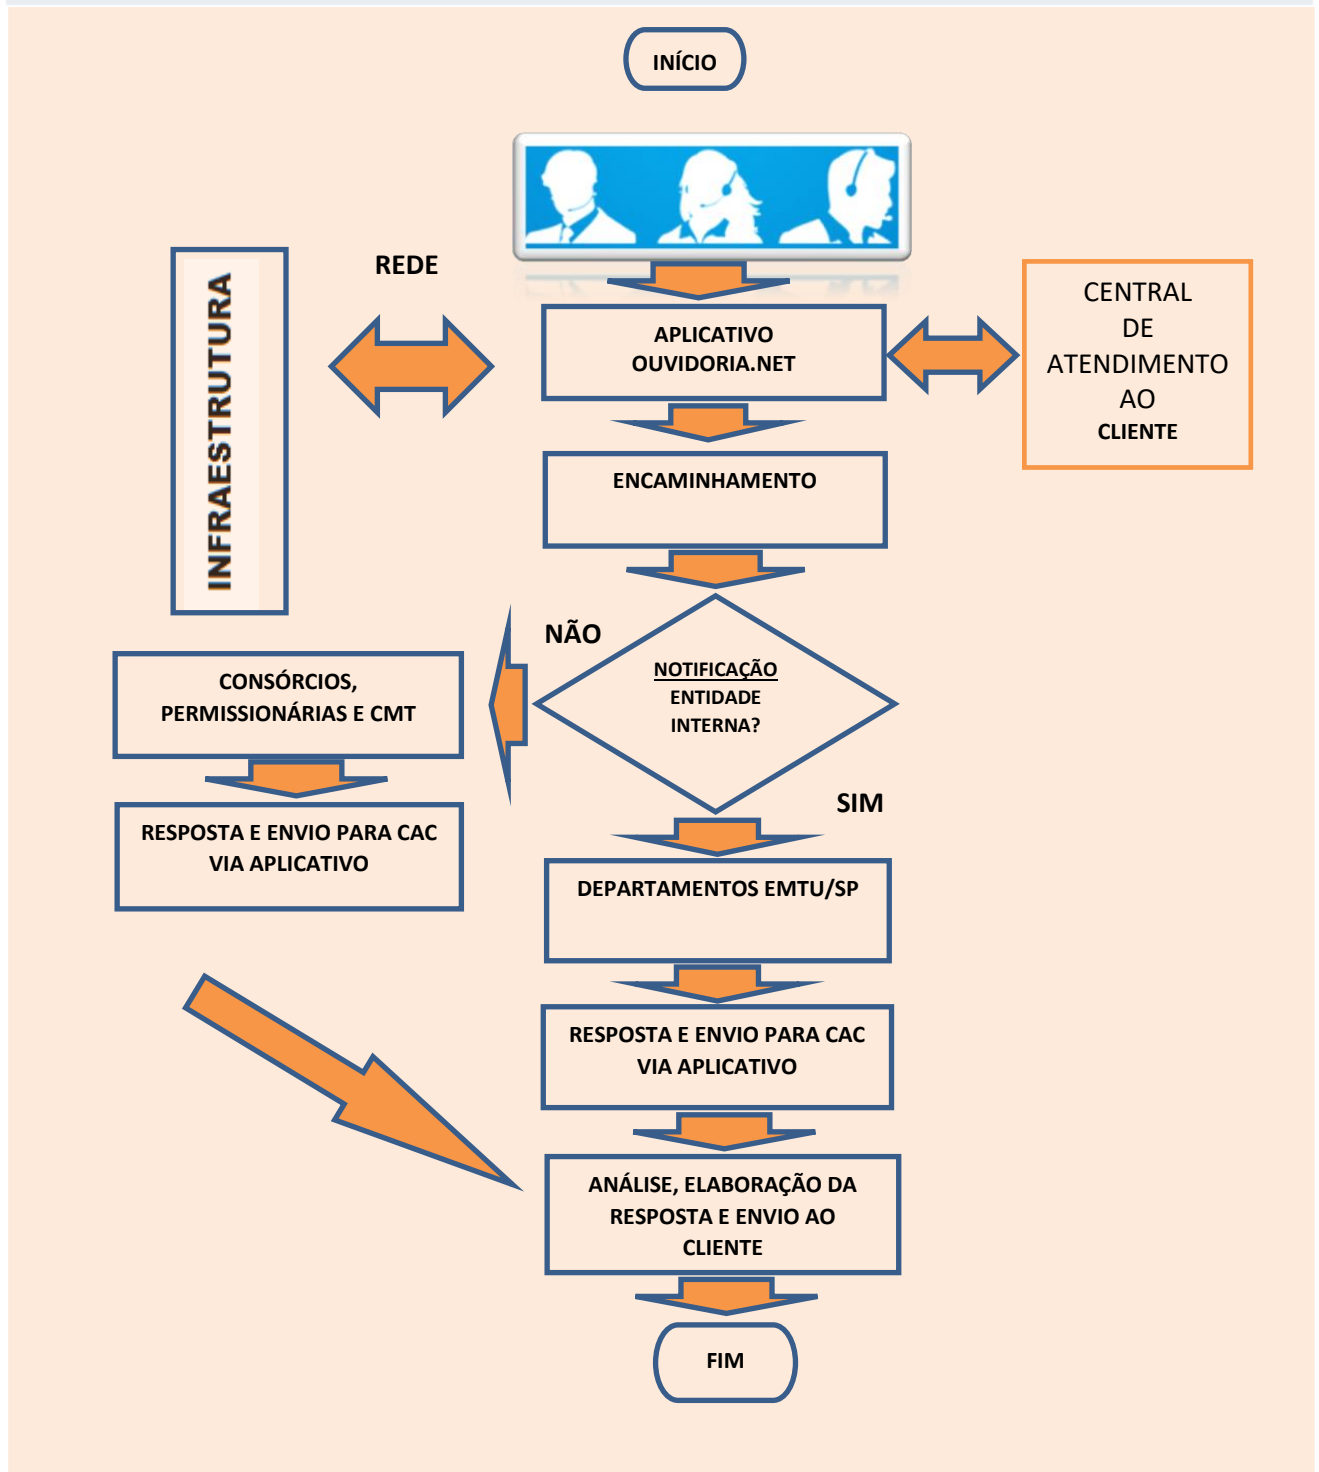 INÍCIO
REDE
INFRAESTRUTURA
APLICATIVO
OUVIDORIA.NET
CENTRAL
DE
ATENDIMENTO
AO
CLIENTE
ENCAMINHAMENTO
NÃO
NOTIFICAÇÃO
ENTIDADE
INTERNA?
CONSÓRCIOS,
PERMISSIONÁRIAS E CMT
SIM
RESPOSTA E ENVIO PARA CAC
VIA APLICATIVO
DEPARTAMENTOS EMTU/SP
RESPOSTA E ENVIO PARA CAC
VIA APLICATIVO
ANÁLISE, ELABORAÇÃO DA
RESPOSTA E ENVIO AO
CLIENTE
FIM